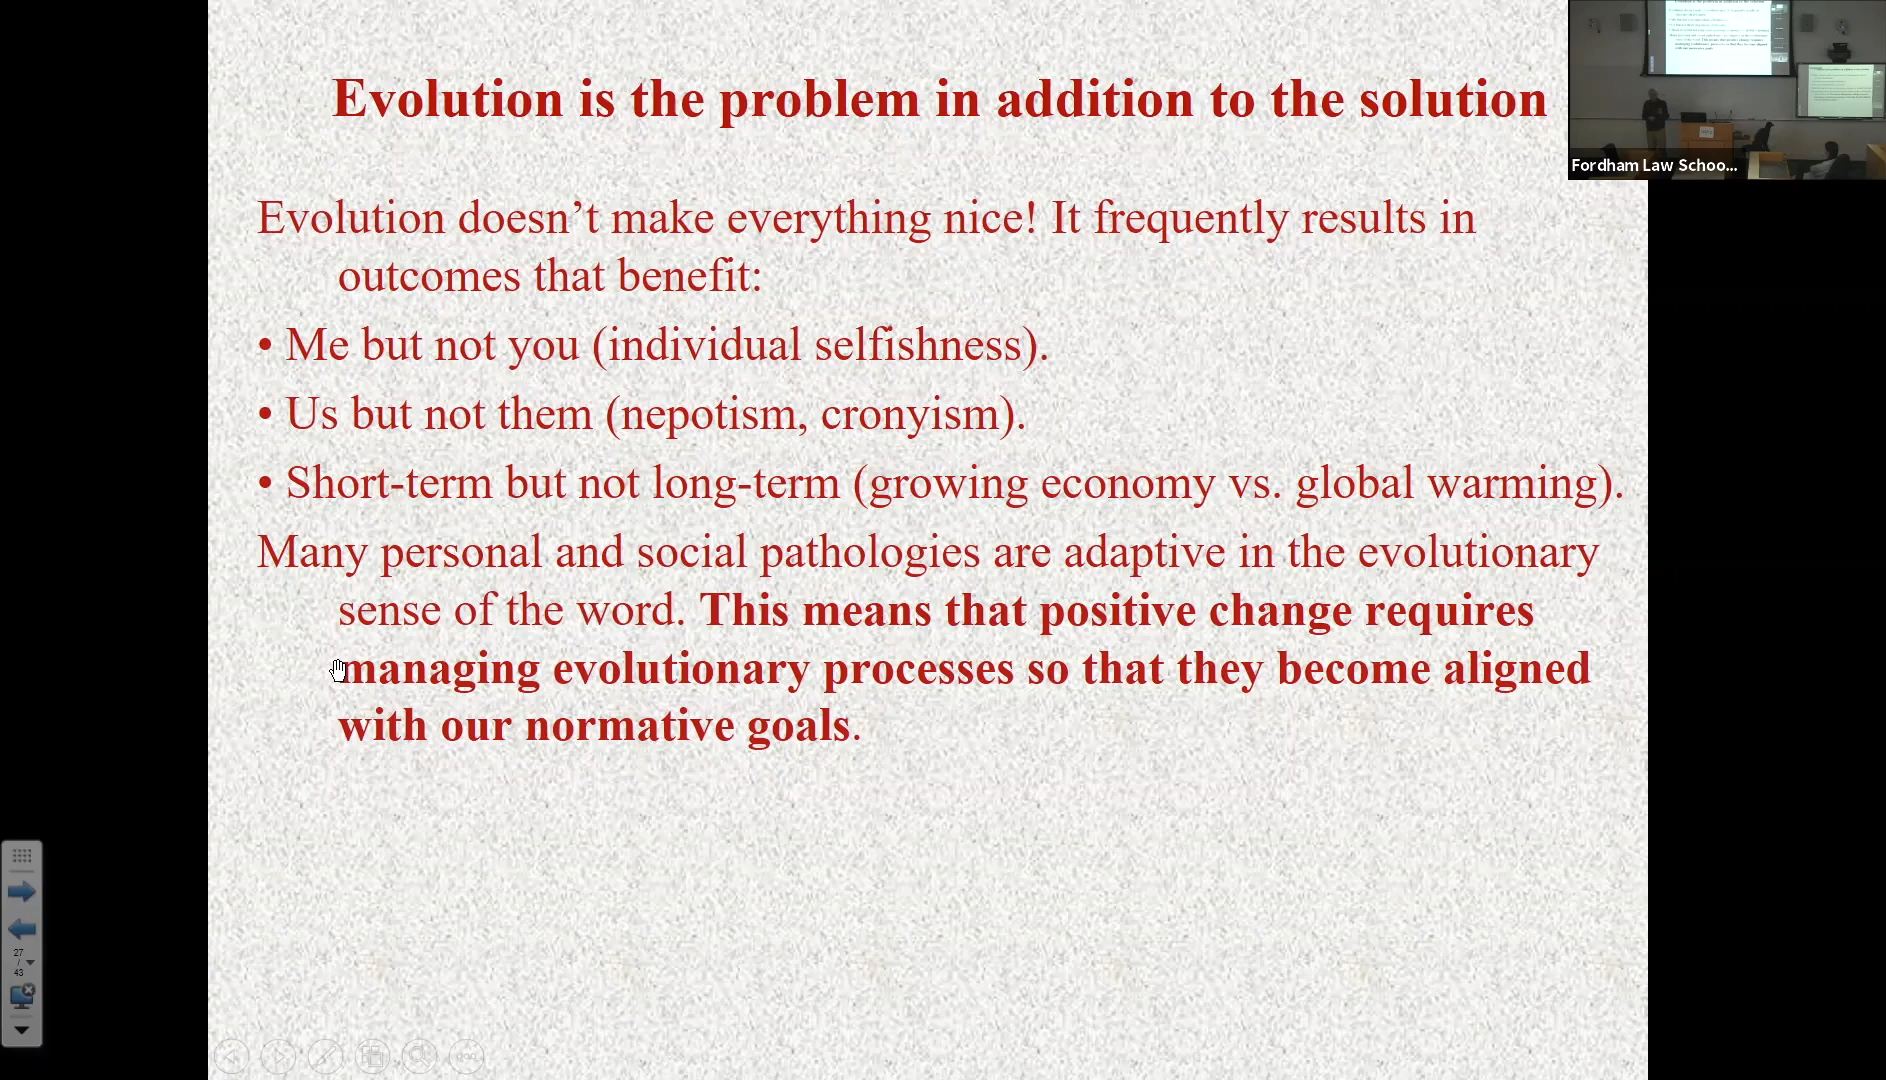 Evolution is the problem in addition to the solution
Fordham Law Schoo...
Evolution doesn’t make everything nice! It frequently results in
outcomes that benefit:
• Me but not you (individual selfishness).
• Us but not them (nepotism, cronyism).
• Short-term but not long-term (growing economy vs. global warming).
Many personal and social pathologies are adaptive in the evolutionary
sense of the word. This means that positive change requires
managing evolutionary processes so that they become aligned
with our normative goals.
27
/
43